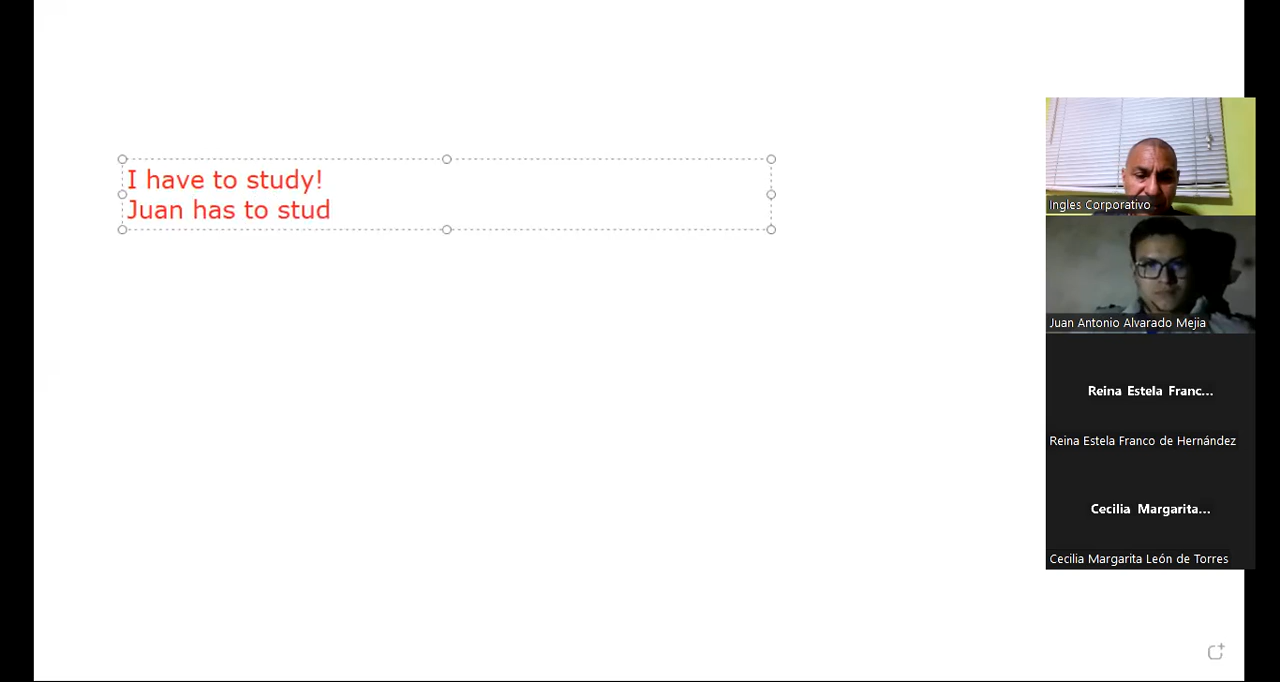 I have to study!
Juan has to stud
Ingles Corporativo
Juan Antonio Alvarado Mejia
Reina Estela Franc...
Reina Estela Franco de Hernández
Cecilia Margarita...
Cecilia Margarita León de Torres